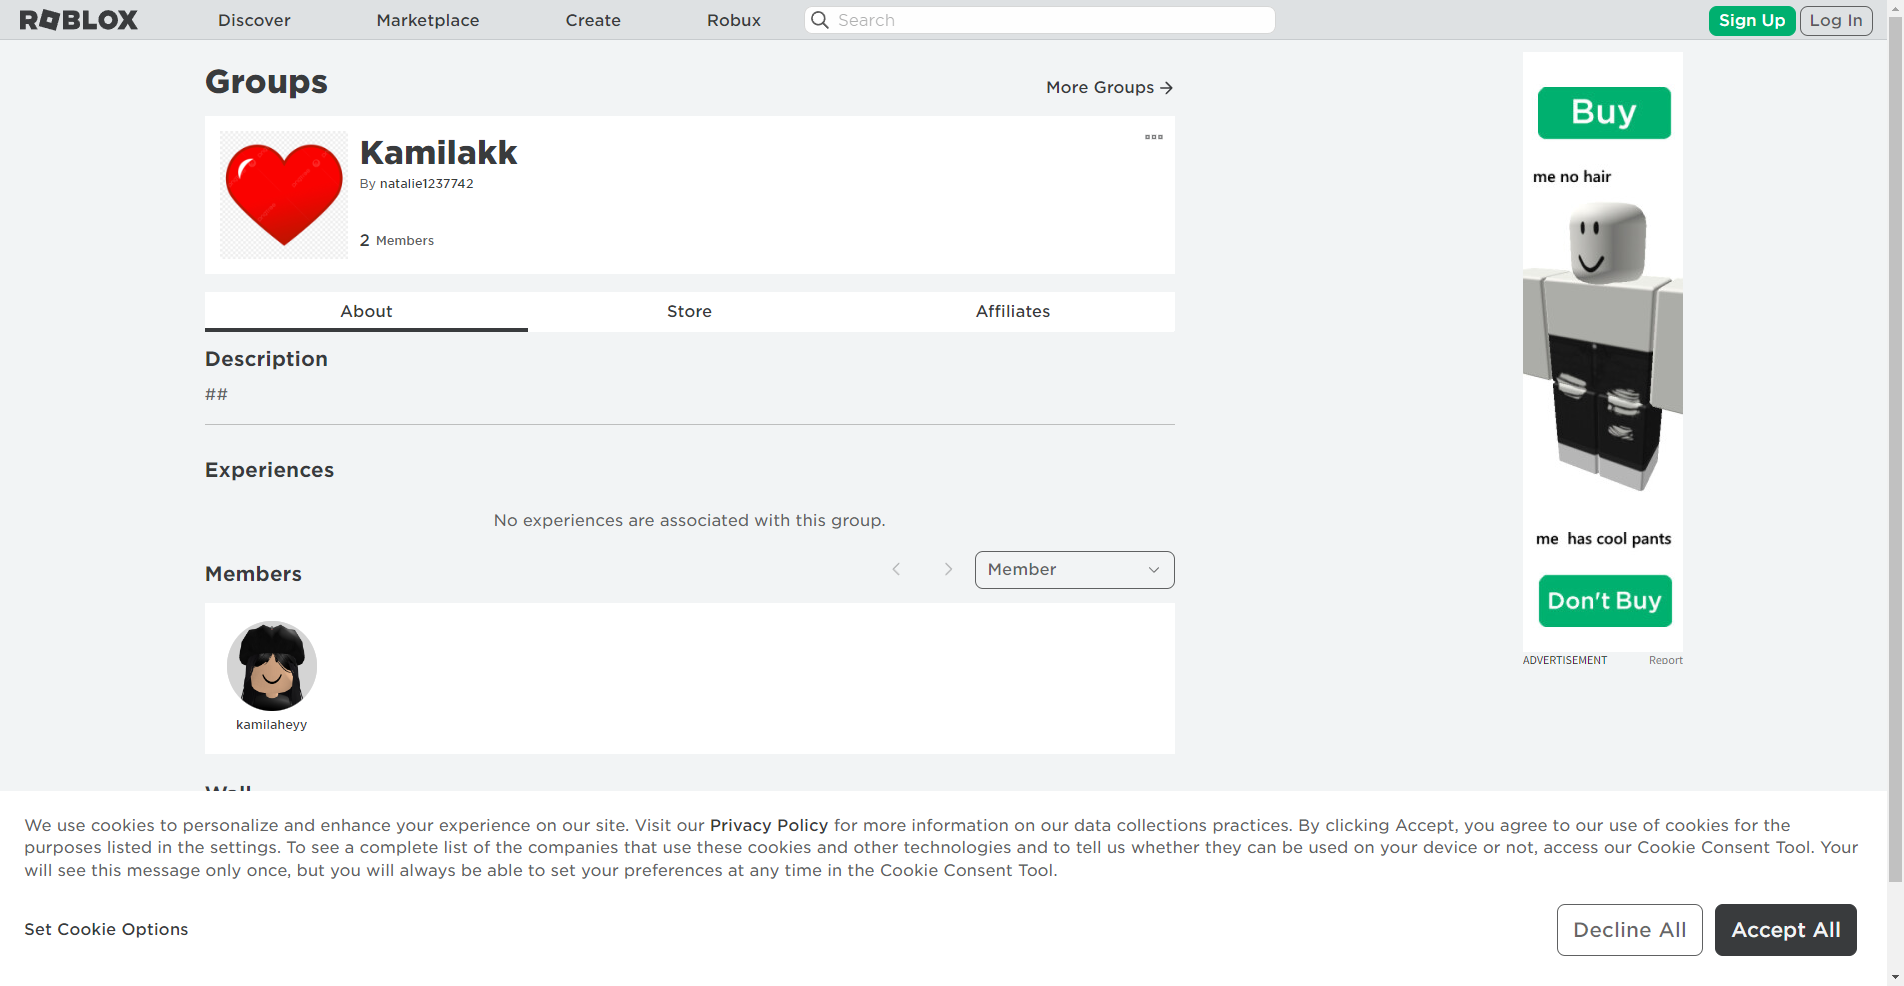 ROBLOX
Discover
Marketplace
Create
Robux
Search
Sign Up
Log In
Groups
More Groups
Kamilakk
By natalie1237742
2 Members
About
Store
Affiliates
Description
##
Experiences
No experiences are associated with this group.
Members
Member
kamilaheyy
Wall
Buy
me no hair
me has cool pants
Don't Buy
ADVERTISEMENT
Report
We use cookies to personalize and enhance your experience on our site. Visit our Privacy Policy for more information on our data collections practices. By clicking Accept, you agree to our use of cookies for the
purposes listed in the settings. To see a complete list of the companies that use these cookies and other technologies and to tell us whether they can be used on your device or not, access our Cookie Consent Tool. Your
will see this message only once, but you will always be able to set your preferences at any time in the Cookie Consent Tool.
Set Cookie Options
Decline All
Accept All